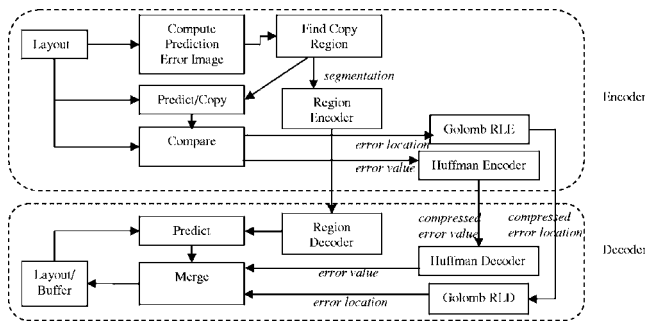 Layout
Compute
Prediction
Error Image
Find Copy
Region
segmentation
Predict/Copy
Region
Encoder
Compare
Golomb RLE
error location
Huffman Encoder
error value
Encoder
compressed
error value
compressed
error location
Predict
Region
Decoder
Decoder
Layout/
Buffer
Merge
Huffman Decoder
error value
Golomb RLD
error location